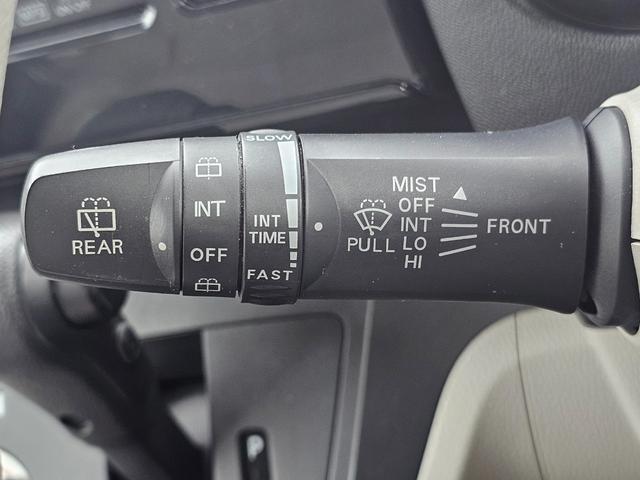 REAR
INT
OFF
SLOW
INT
TIME
FAST
PULL
MIST
OFF
INT
LO
HI
FRONT
P